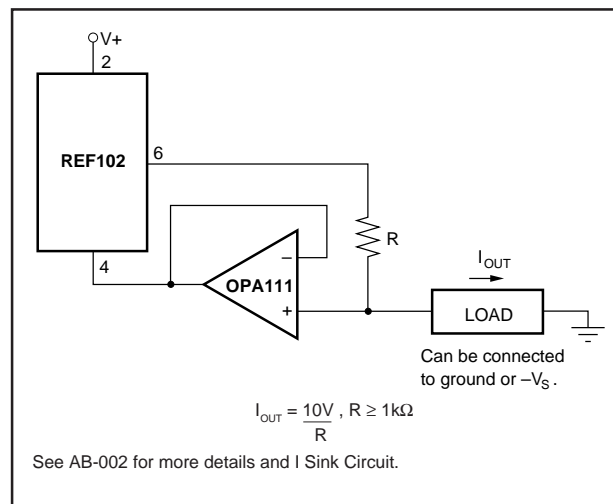 V+
2
REF102
6
4
OPA111
–
+
R
I_OUT
LOAD
Can be connected
to ground or –V_S .
I_OUT = 10V/R , R ≥ 1kΩ
See AB-002 for more details and I Sink Circuit.